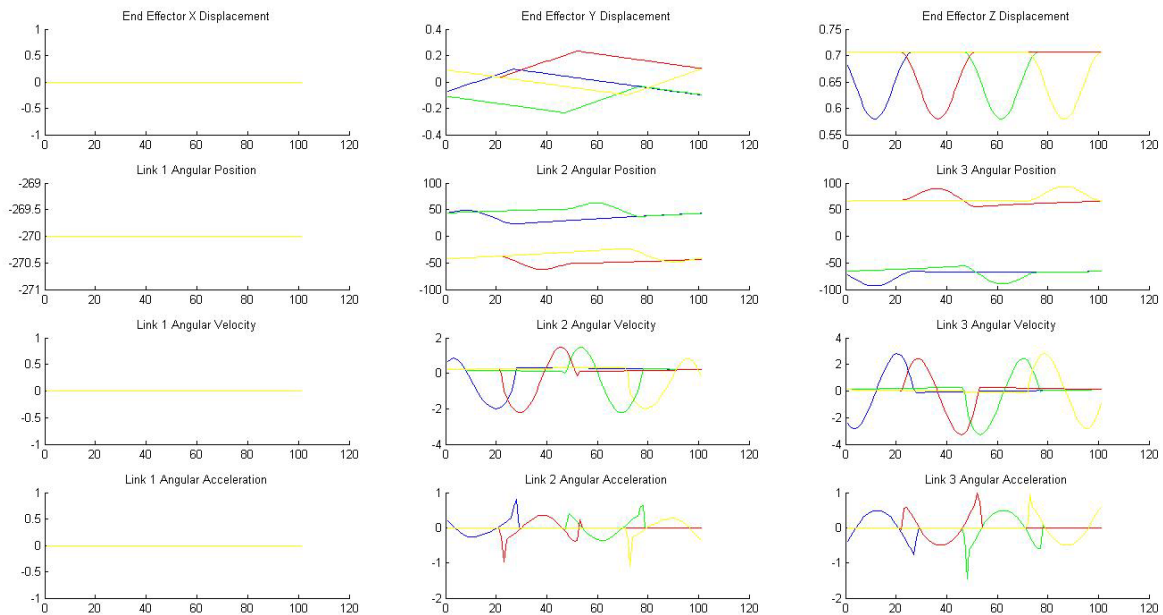 End Effector X Displacement
1
0.5
0
-0.5
-1
0 20 40 60 80 100 120
End Effector Y Displacement
0.4
0.2
0
-0.2
-0.4
0 20 40 60 80 100 120
End Effector Z Displacement
0.75
0.7
0.65
0.6
0.55
0 20 40 60 80 100 120
Link 1 Angular Position
-269
-269.5
-270
-270.5
-271
0 20 40 60 80 100 120
Link 2 Angular Position
100
50
0
-50
-100
0 20 40 60 80 100 120
Link 3 Angular Position
100
50
0
-50
-100
0 20 40 60 80 100 120
Link 1 Angular Velocity
1
0.5
0
-0.5
-1
0 20 40 60 80 100 120
Link 2 Angular Velocity
2
0
-2
-4
0 20 40 60 80 100 120
Link 3 Angular Velocity
4
2
0
-2
-4
0 20 40 60 80 100 120
Link 1 Angular Acceleration
1
0.5
0
-0.5
-1
0 20 40 60 80 100 120
Link 2 Angular Acceleration
1
0
-1
-2
0 20 40 60 80 100 120
Link 3 Angular Acceleration
1
0
-1
-2
0 20 40 60 80 100 120